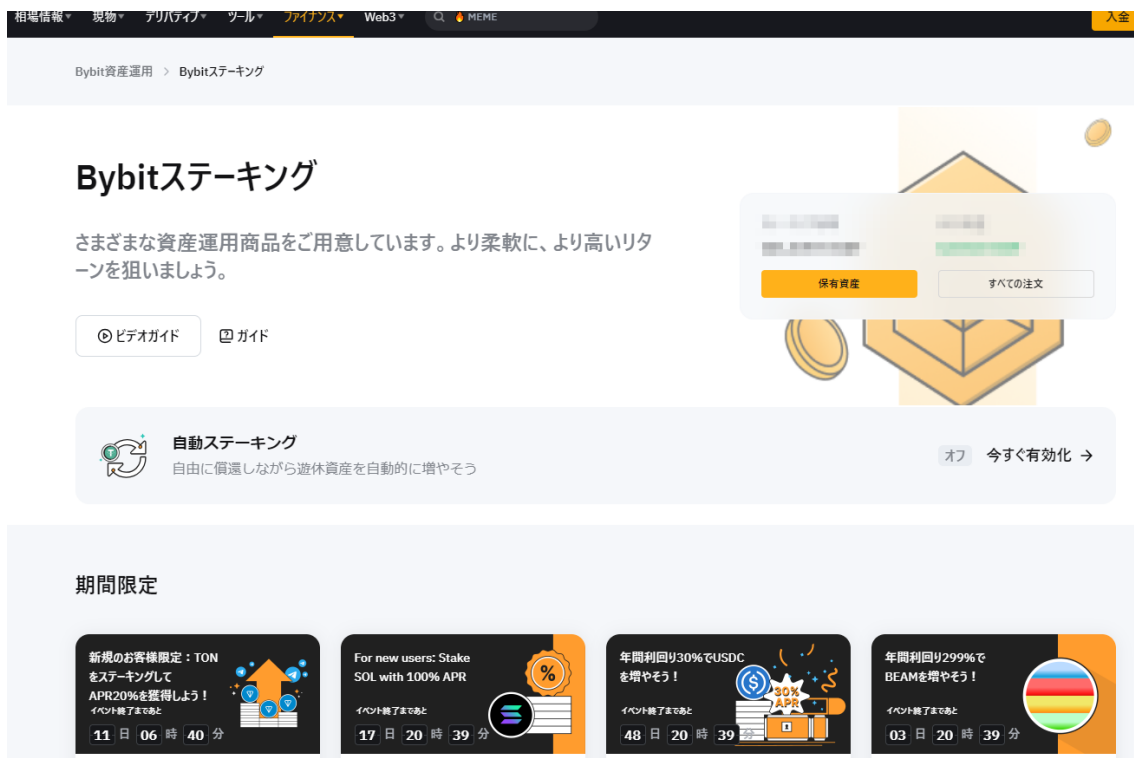 相場情報 現物 デリバティブ ツール ファイナンス Web3 MEME 入金
Bybit資産運用 > Bybitステーキング
Bybitステーキング
さまざまな資産運用商品をご用意しています。より柔軟に、より高いリタ
ーンを狙いましょう。
保有資産 すべての注文
ビデオガイド ガイド
自動ステーキング
自由に償還しながら遊休資産を自動的に増やそう
オフ 今すぐ有効化 →
期間限定
新規のお客様限定：TON
をステーキングして
APR20%を獲得しよう！
イベント終了まであと
11 日 06 時 40 分
For new users: Stake
SOL with 100% APR
イベント終了まであと
17 日 20 時 39 分
%
年間利回り30%でUSDC
を増やそう！
イベント終了まであと
48 日 20 時 39 分
30%
APR
年間利回り299%で
BEAMを増やそう！
イベント終了まであと
03 日 20 時 39 分